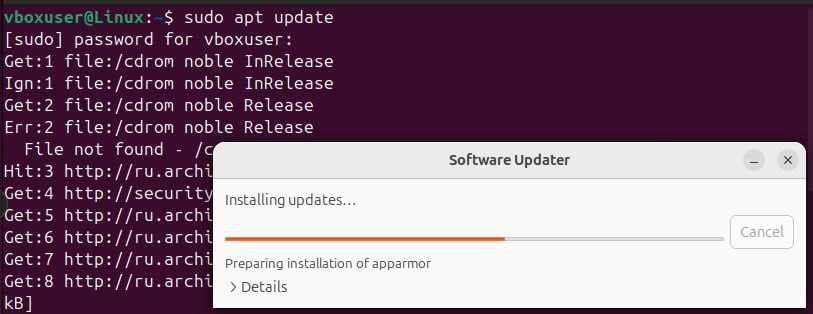 vboxuser@Linux:~$ sudo apt update
[sudo] password for vboxuser:
Get:1 file:/cdrom noble InRelease
Ign:1 file:/cdrom noble InRelease
Get:2 file:/cdrom noble Release
Err:2 file:/cdrom noble Release
File not found - /c
Hit:3 http://ru.archi
Get:4 http://security
Get:5 http://ru.archi
Get:6 http://ru.archi
Get:7 http://ru.archi
Get:8 http://ru.archi
kB]
Software Updater
Installing updates…
Cancel
Preparing installation of apparmor
Details